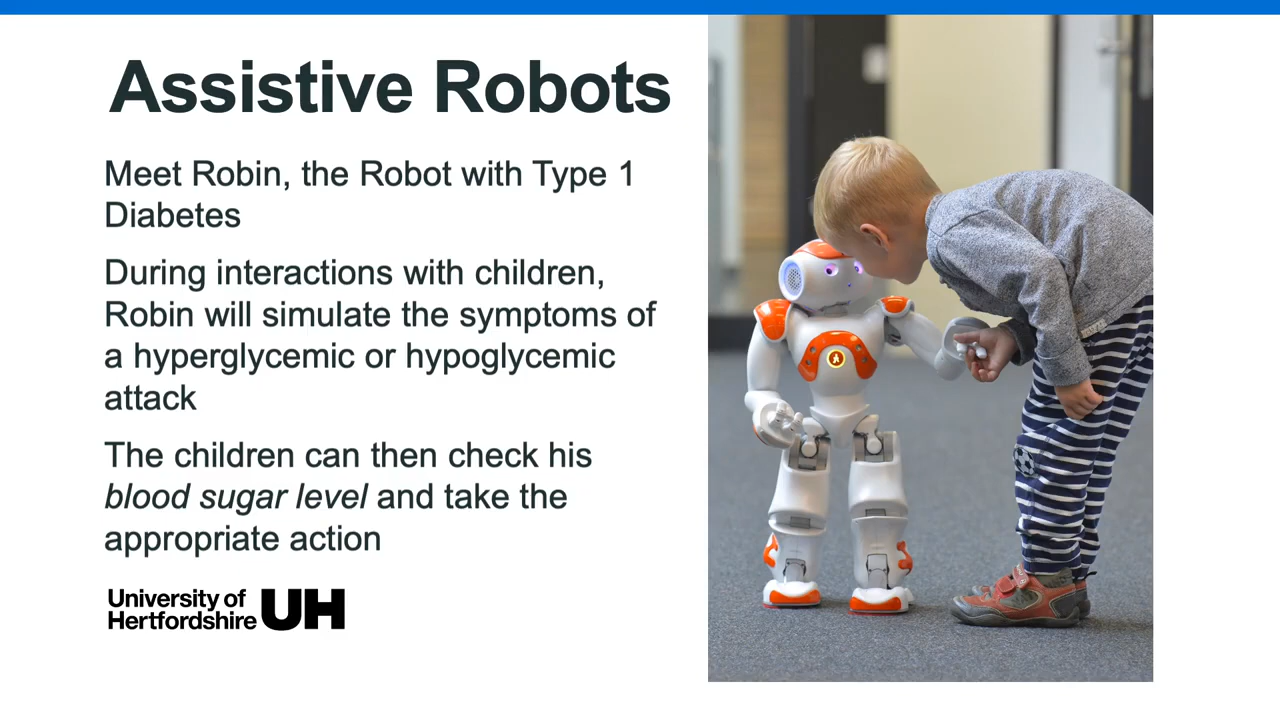 Assistive Robots
Meet Robin, the Robot with Type 1
Diabetes
During interactions with children,
Robin will simulate the symptoms of
a hyperglycemic or hypoglycemic
attack
The children can then check his
blood sugar level and take the
appropriate action
University of
Hertfordshire UH